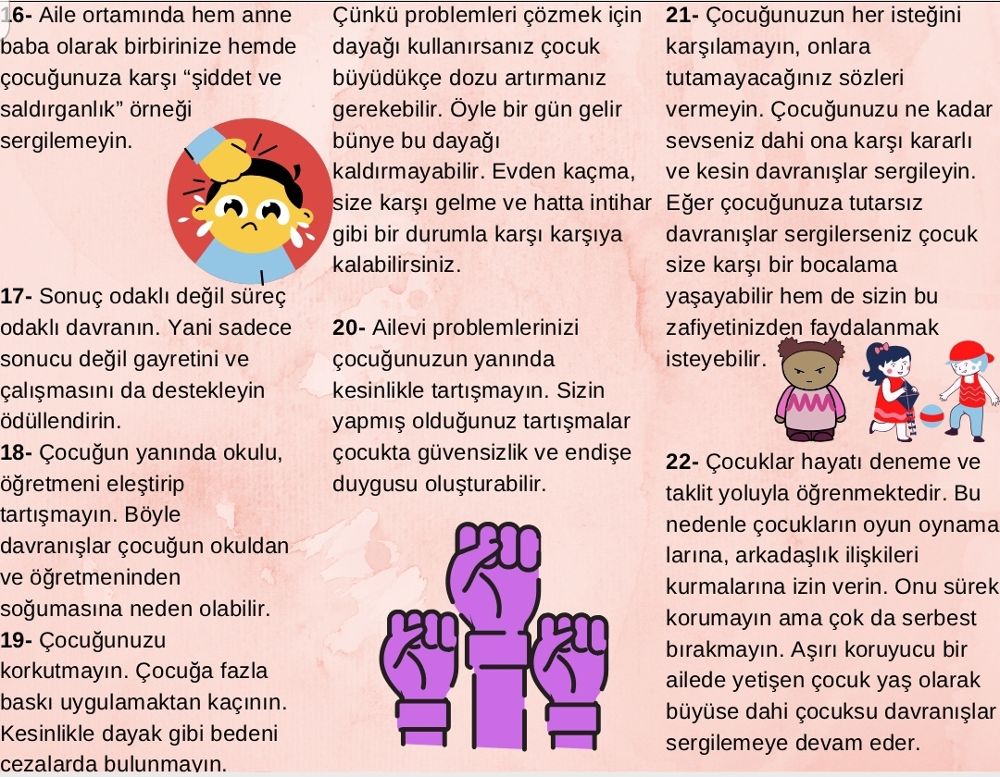 16- Aile ortamında hem anne
baba olarak birbirinize hemde
çocuğunuza karşı “şiddet ve
saldırganlık” örneği
sergilemeyin.
17- Sonuç odaklı değil süreç
odaklı davranın. Yani sadece
sonucu değil gayretini ve
çalışmasını da destekleyin
ödüllendirin.
18- Çocuğun yanında okulu,
öğretmeni eleştirip
tartışmayın. Böyle
davranışlar çocuğun okuldan
ve öğretmeninden
soğumasına neden olabilir.
19- Çocuğunuzu
korkutmayın. Çocuğa fazla
baskı uygulamaktan kaçının.
Kesinlikle dayak gibi bedeni
cezalarda bulunmayın.
Çünkü problemleri çözmek için
dayağı kullanırsanız çocuk
büyüdükçe dozu artırmanız
gerekebilir. Öyle bir gün gelir
bünye bu dayağı
kaldırmayabilir. Evden kaçma,
size karşı gelme ve hatta intihar
gibi bir durumla karşı karşıya
kalabilirsiniz.
20- Ailevi problemlerinizi
çocuğunuzun yanında
kesinlikle tartışmayın. Sizin
yapmış olduğunuz tartışmalar
çocukta güvensizlik ve endişe
duygusu oluşturabilir.
21- Çocuğunuzun her isteğini
karşılamayın, onlara
tutamayacağınız sözleri
vermeyin. Çocuğunuzu ne kadar
sevseniz dahi ona karşı kararlı
ve kesin davranışlar sergileyin.
Eğer çocuğunuza tutarsız
davranışlar sergilerseniz çocuk
size karşı bir bocalama
yaşayabilir hem de sizin bu
zafiyetinizden faydalanmak
isteyebilir.
22- Çocuklar hayatı deneme ve
taklit yoluyla öğrenmektedir. Bu
nedenle çocukların oyun oynama
larına, arkadaşlık ilişkileri
kurmalarına izin verin. Onu sürek
korumayın ama çok da serbest
bırakmayın. Aşırı koruyucu bir
ailede yetişen çocuk yaş olarak
büyüse dahi çocuksu davranışlar
sergilemeye devam eder.